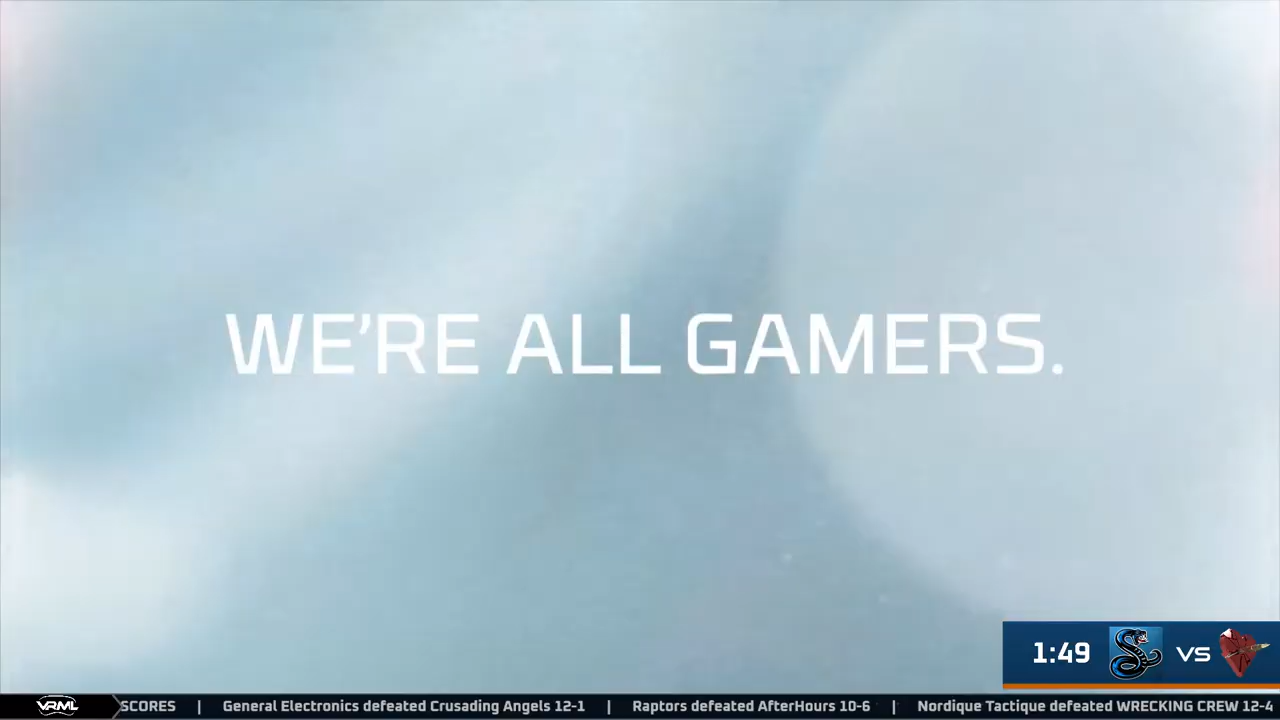 WE'RE ALL GAMERS.
1:49 VS
VRML SCORES | General Electronics defeated Crusading Angels 12-1 | Raptors defeated AfterHours 10-6 | Nordique Tactique defeated WRECKING CREW 12-4